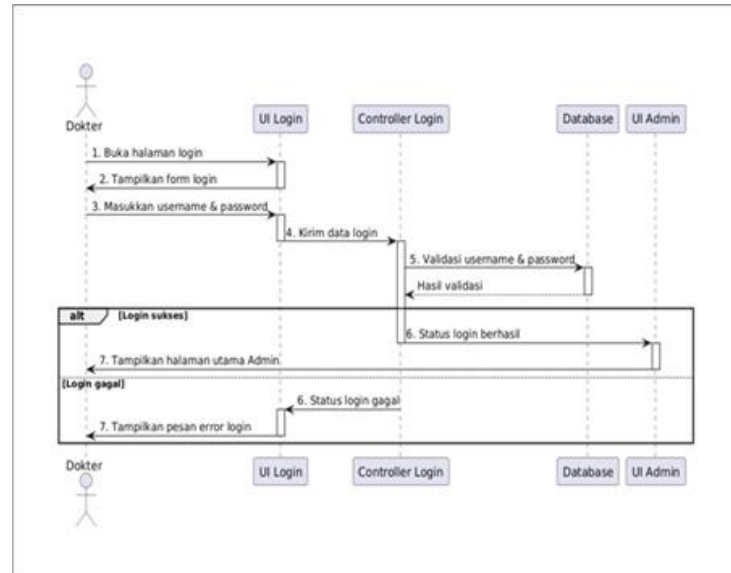 Dokter
UI Login
Controller Login
Database
UI Admin
1. Buka halaman login
2. Tampilkan form login
3. Masukkan username & password
4. Kirim data login
5. Validasi username & password
Hasil validasi
alt
[Login sukses]
6. Status login berhasil
7. Tampilkan halaman utama Admin
[Login gagal]
6. Status login gagal
7. Tampilkan pesan error login
Dokter
UI Login
Controller Login
Database
UI Admin